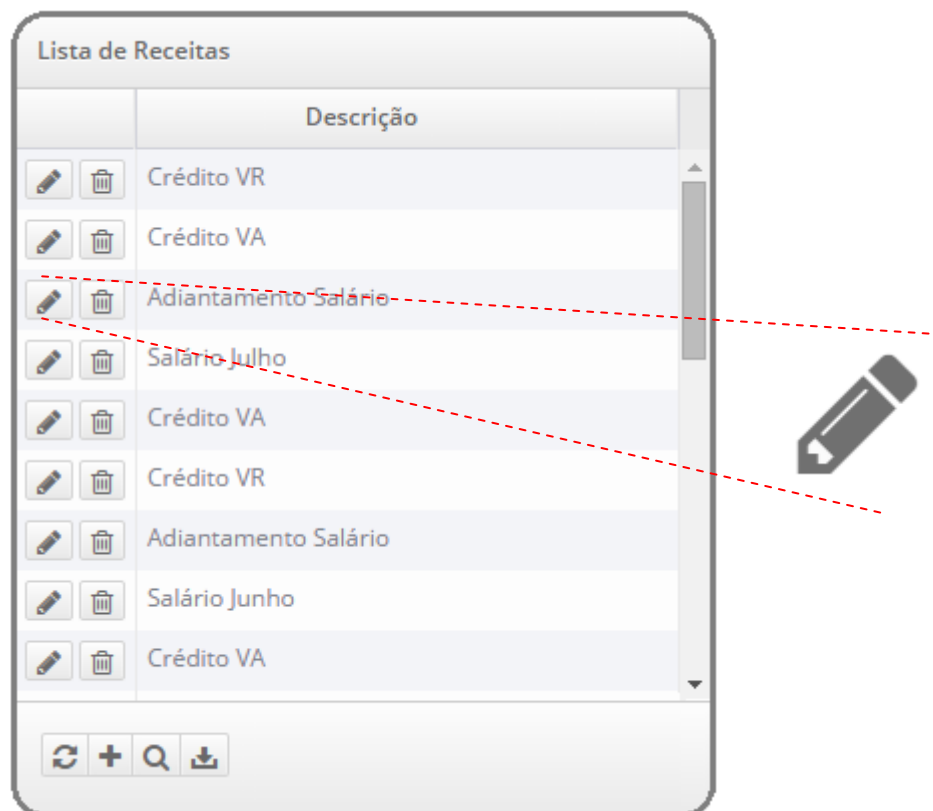 Lista de Receitas
Descrição
Crédito VR
Crédito VA
Adiantamento Salário
Salário Julho
Crédito VA
Crédito VR
Adiantamento Salário
Salário Junho
Crédito VA